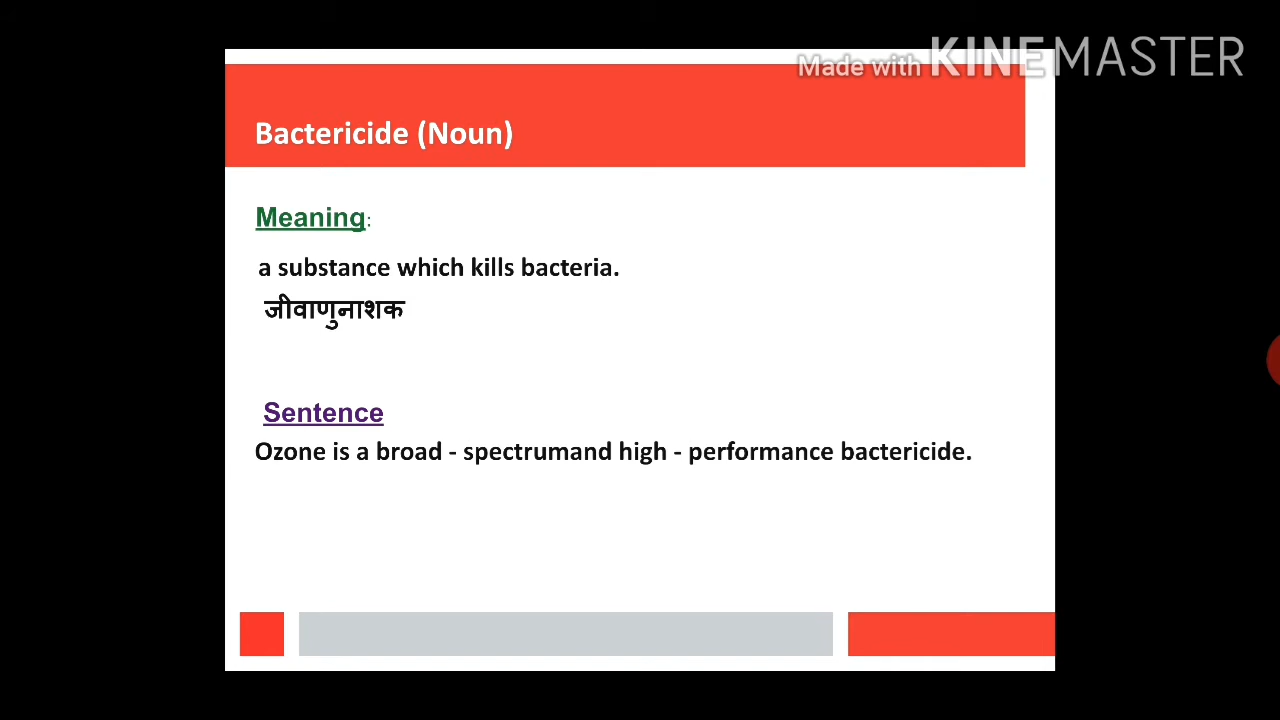 Made with KINEMASTER
Bactericide (Noun)
Meaning:
a substance which kills bacteria.
जीवाणुनाशक
Sentence
Ozone is a broad - spectrumand high - performance bactericide.